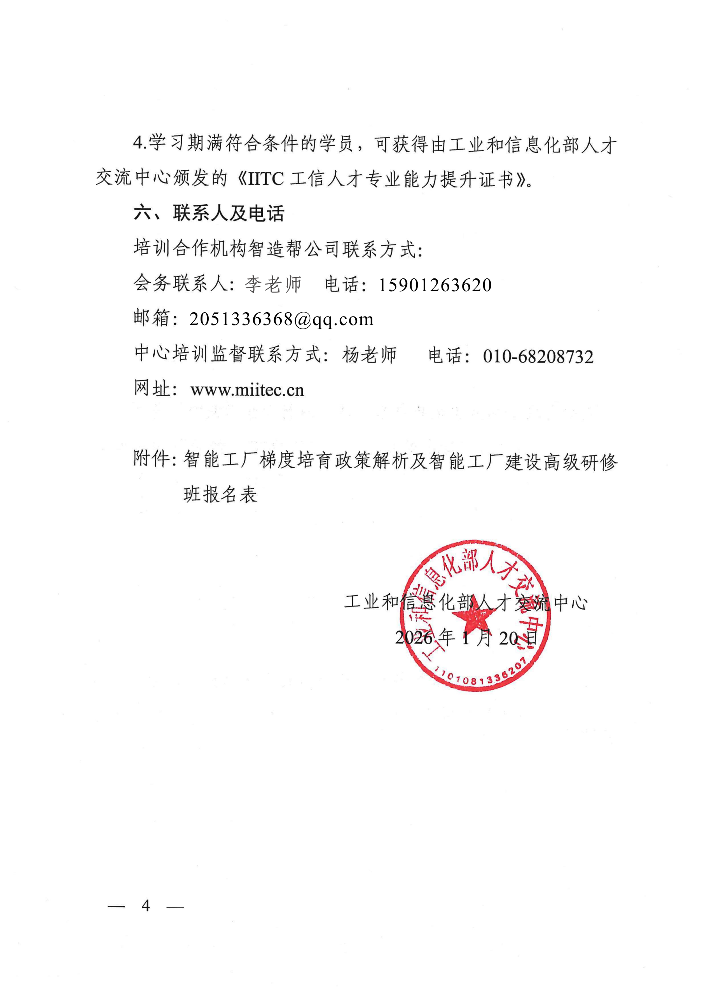 4.学习期满符合条件的学员，可获得由工业和信息化部人才
交流中心颁发的《IITC 工信人才专业能力提升证书》。
六、联系人及电话
培训合作机构智造帮公司联系方式：
会务联系人：李老师 电话：15901263620
邮箱：2051336368@qq.com
中心培训监督联系方式：杨老师 电话：010-68208732
网址：www.miitec.cn
附件：智能工厂梯度培育政策解析及智能工厂建设高级研修
班报名表
工业和信息化部人才交流中心
2026 年 1 月 20 日
工业和信息化部人才交流中心
1101081336207
— 4 —